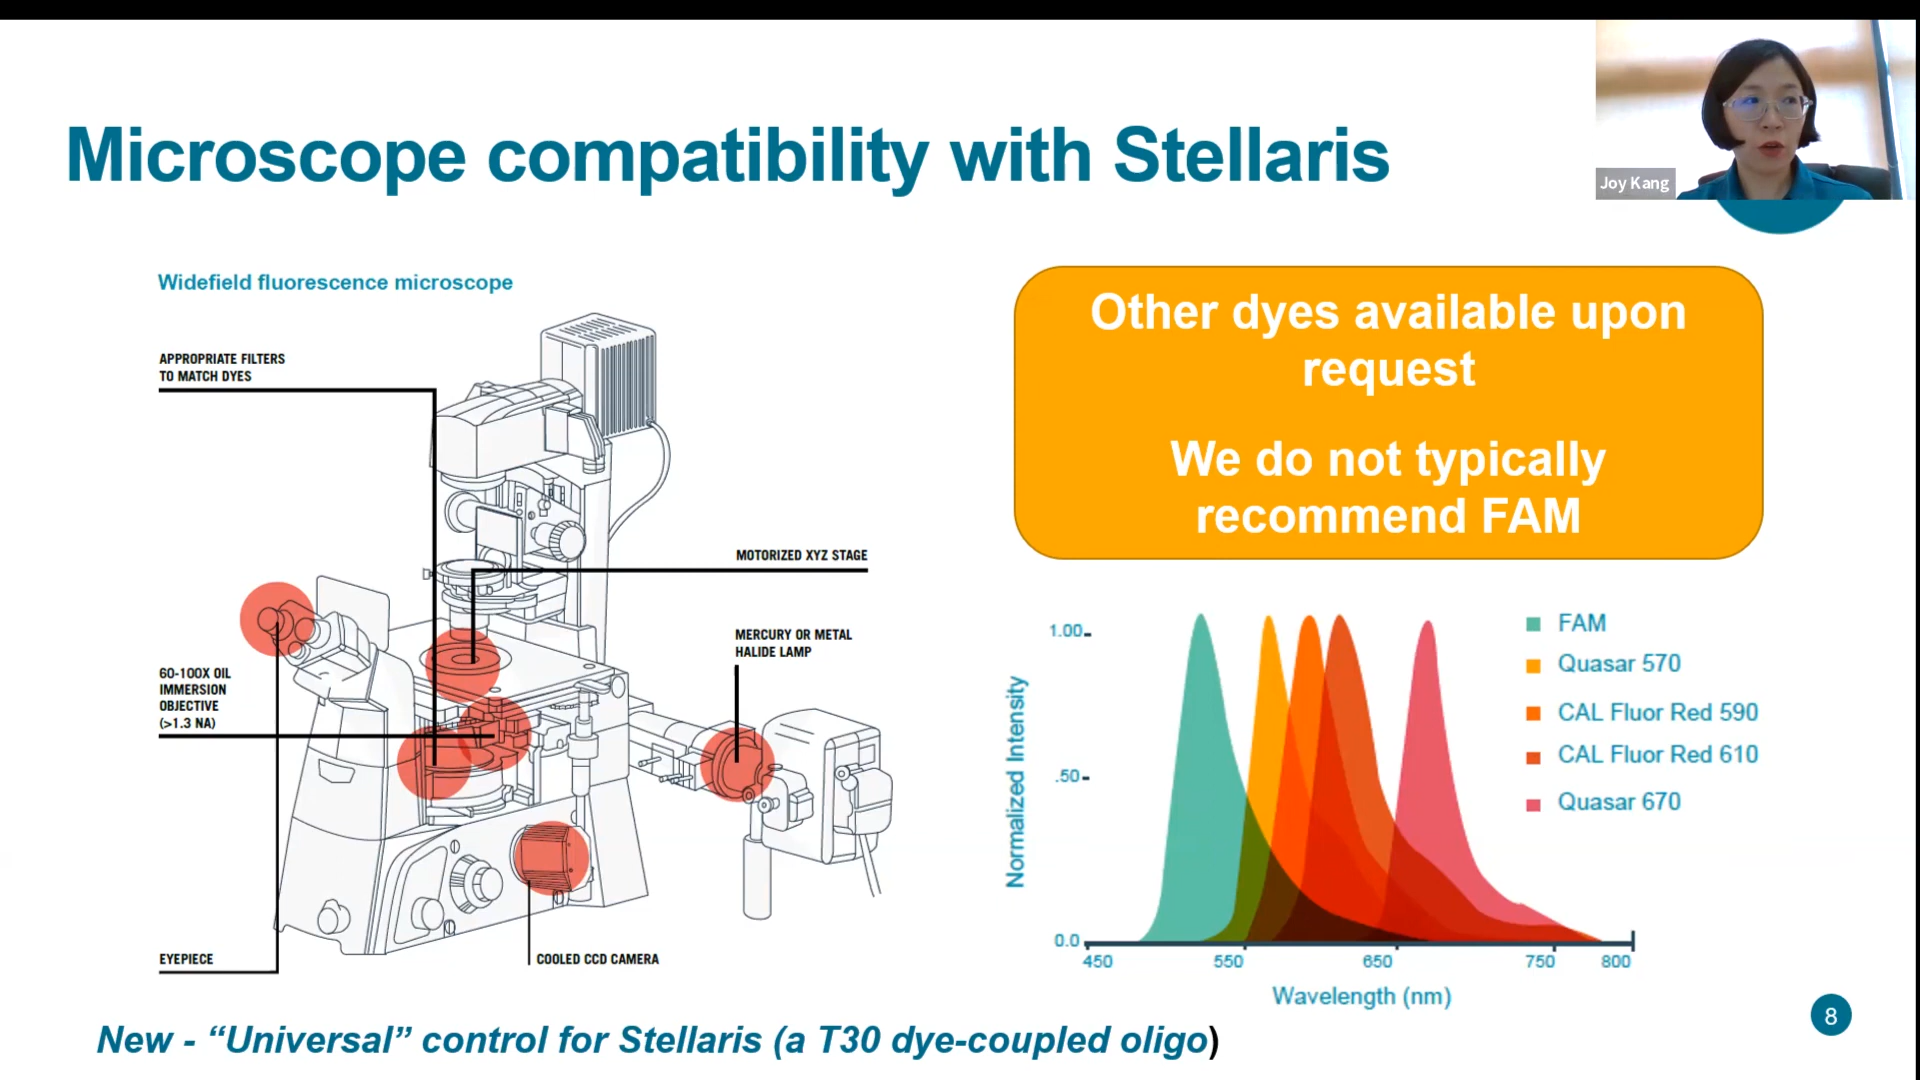 Microscope compatibility with Stellaris
Joy Kang
Widefield fluorescence microscope
APPROPRIATE FILTERS
TO MATCH DYES
MOTORIZED XYZ STAGE
MERCURY OR METAL
HALIDE LAMP
60-100X OIL
IMMERSION
OBJECTIVE
(>1.3 NA)
EYEPIECE
COOLED CCD CAMERA
Other dyes available upon
request
We do not typically
recommend FAM
1.00
.50
0.0
Normalized Intensity
450 550 650 750 800
Wavelength (nm)
FAM
Quasar 570
CAL Fluor Red 590
CAL Fluor Red 610
Quasar 670
New - “Universal” control for Stellaris (a T30 dye-coupled oligo)
8